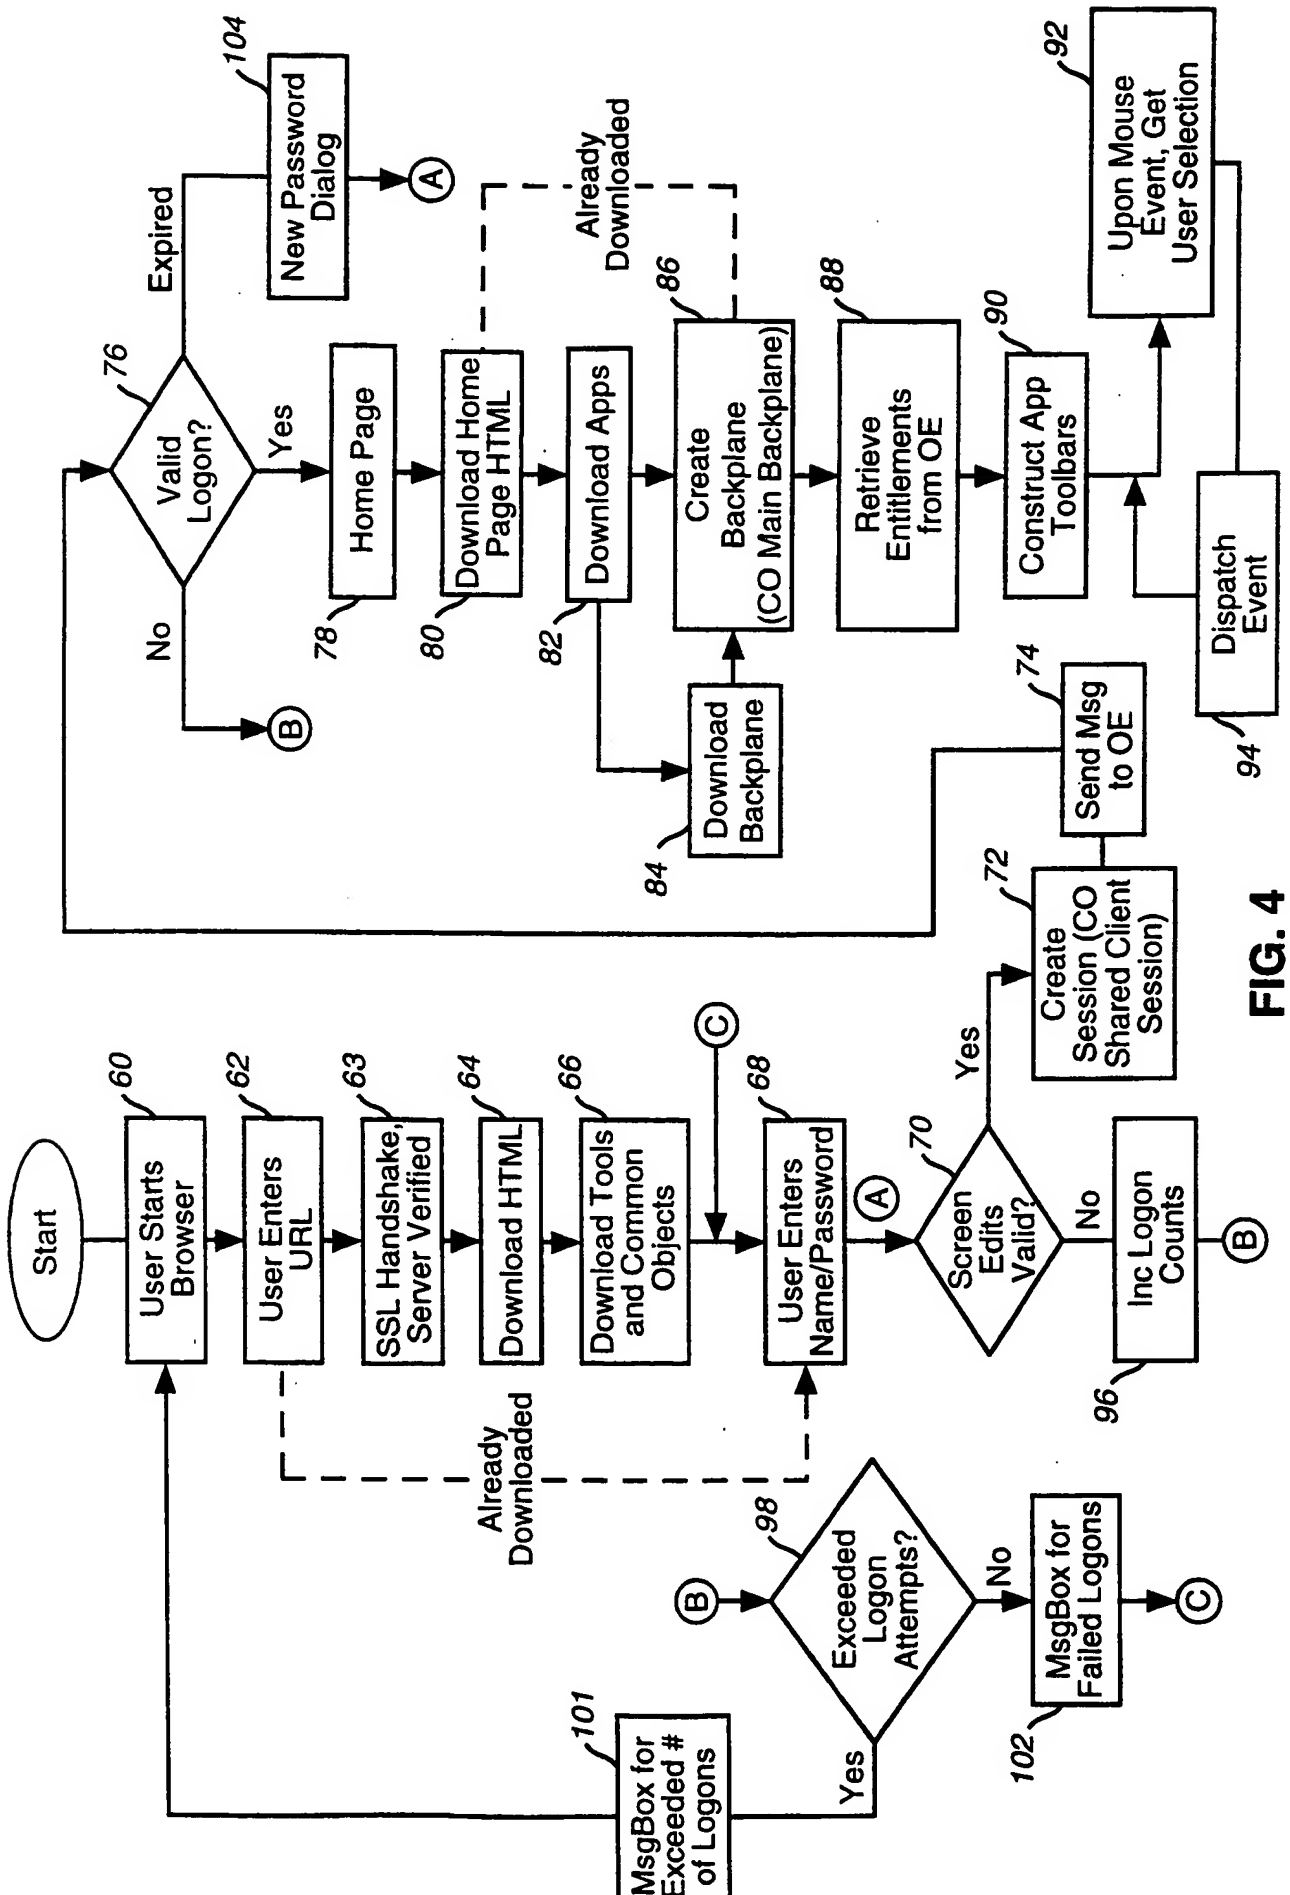 Start
60
User Starts
Browser
62
User Enters
URL
63
SSL Handshake,
Server Verified
64
Download HTML
66
Download Tools
and Common
Objects
C
68
User Enters
Name/Password
Already
Downloaded
A
70
Screen
Edits
Valid?
Yes
No
96
Inc Logon
Counts
B
72
Create
Session (CO
Shared Client
Session)
74
Send Msg
to OE
B
98
Exceeded
Logon
Attempts?
Yes
No
101
MsgBox for
Exceeded #
of Logons
102
MsgBox for
Failed Logons
C
76
Valid
Logon?
No
B
Yes
Expired
104
New Password
Dialog
A
78
Home Page
80
Download Home
Page HTML
82
Download Apps
84
Download
Backplane
Already
Downloaded
86
Create
Backplane
(CO Main Backplane)
88
Retrieve
Entitlements
from OE
90
Construct App
Toolbars
92
Upon Mouse
Event, Get
User Selection
94
Dispatch
Event
FIG. 4